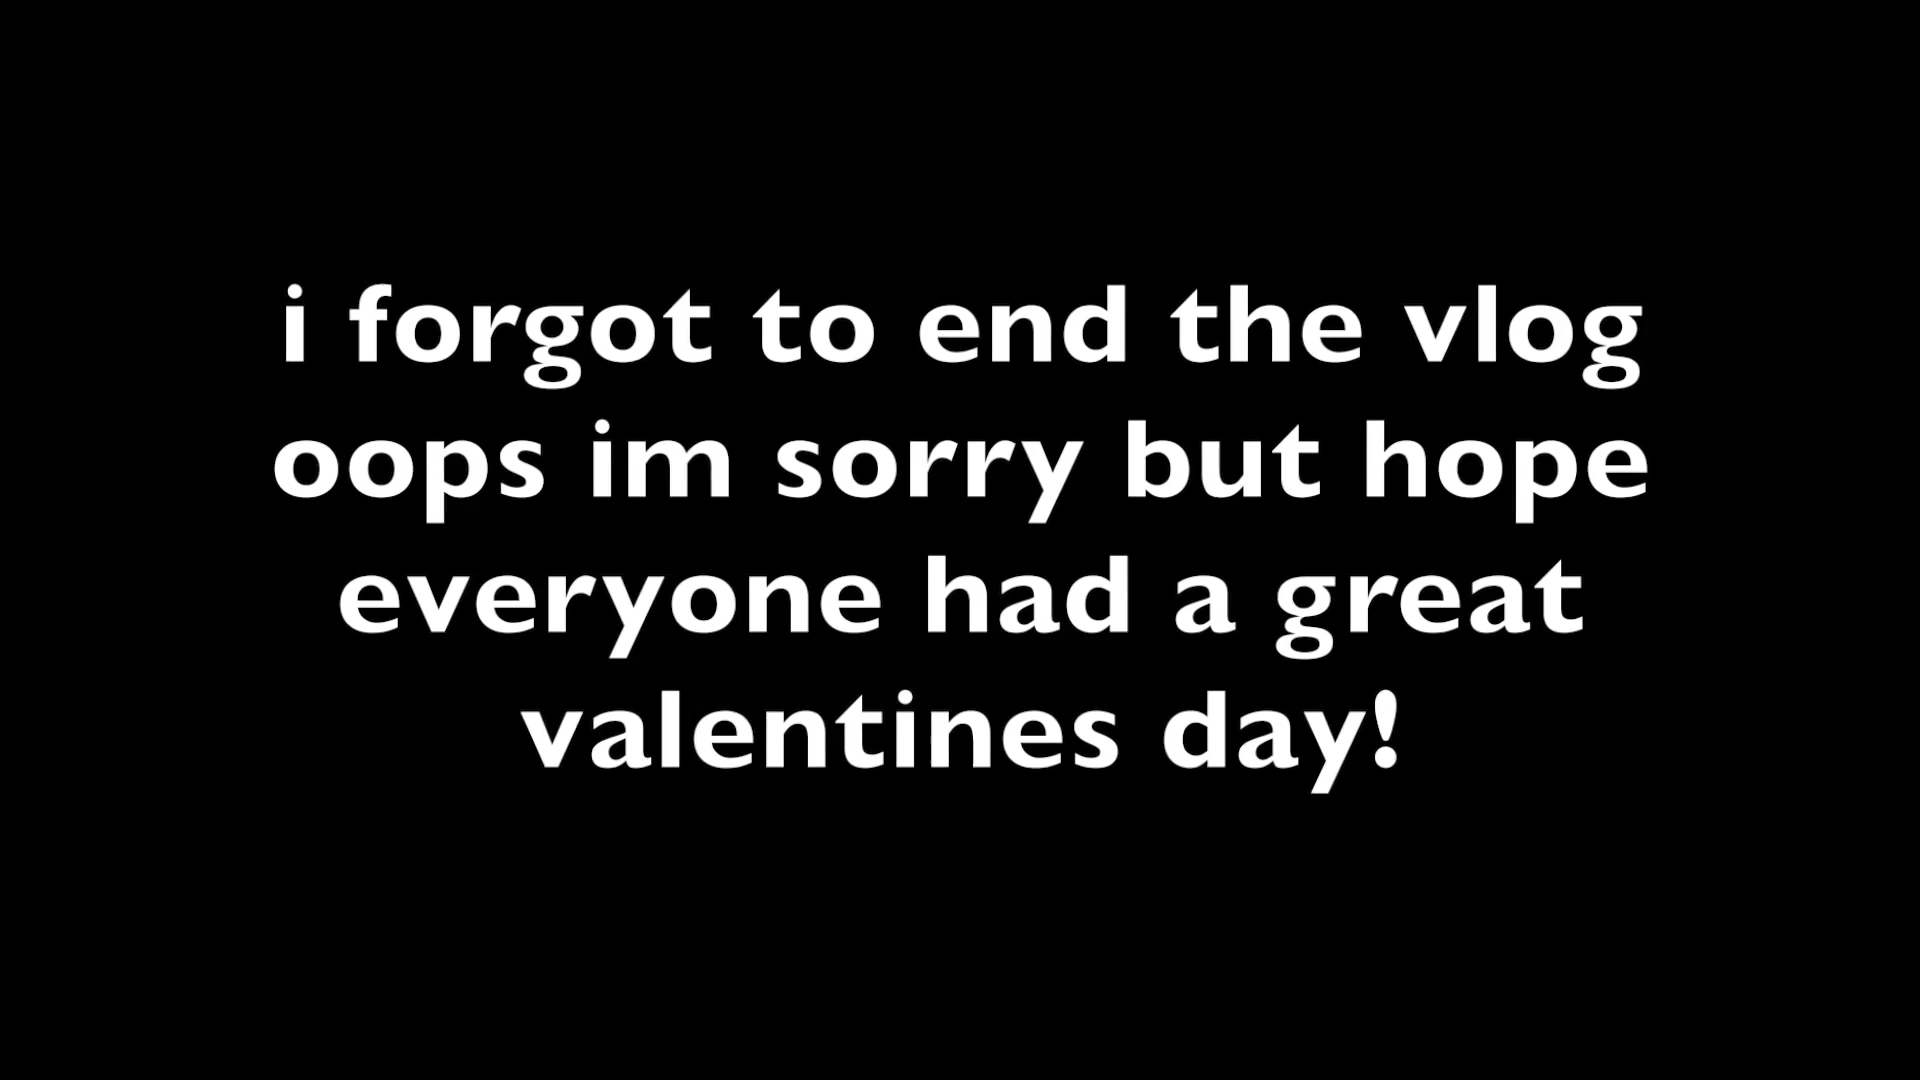 i forgot to end the vlog
oops im sorry but hope
everyone had a great
valentines day!